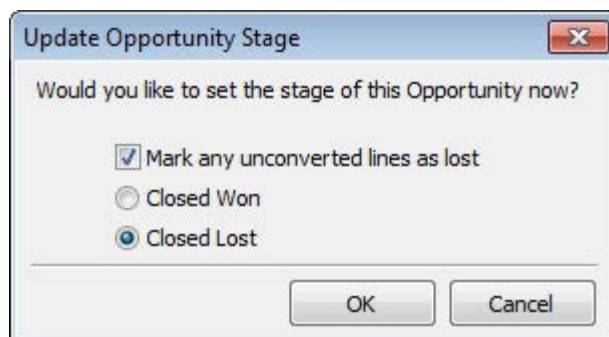 Update Opportunity Stage
Would you like to set the stage of this Opportunity now?
Mark any unconverted lines as lost
Closed Won
Closed Lost
OK Cancel